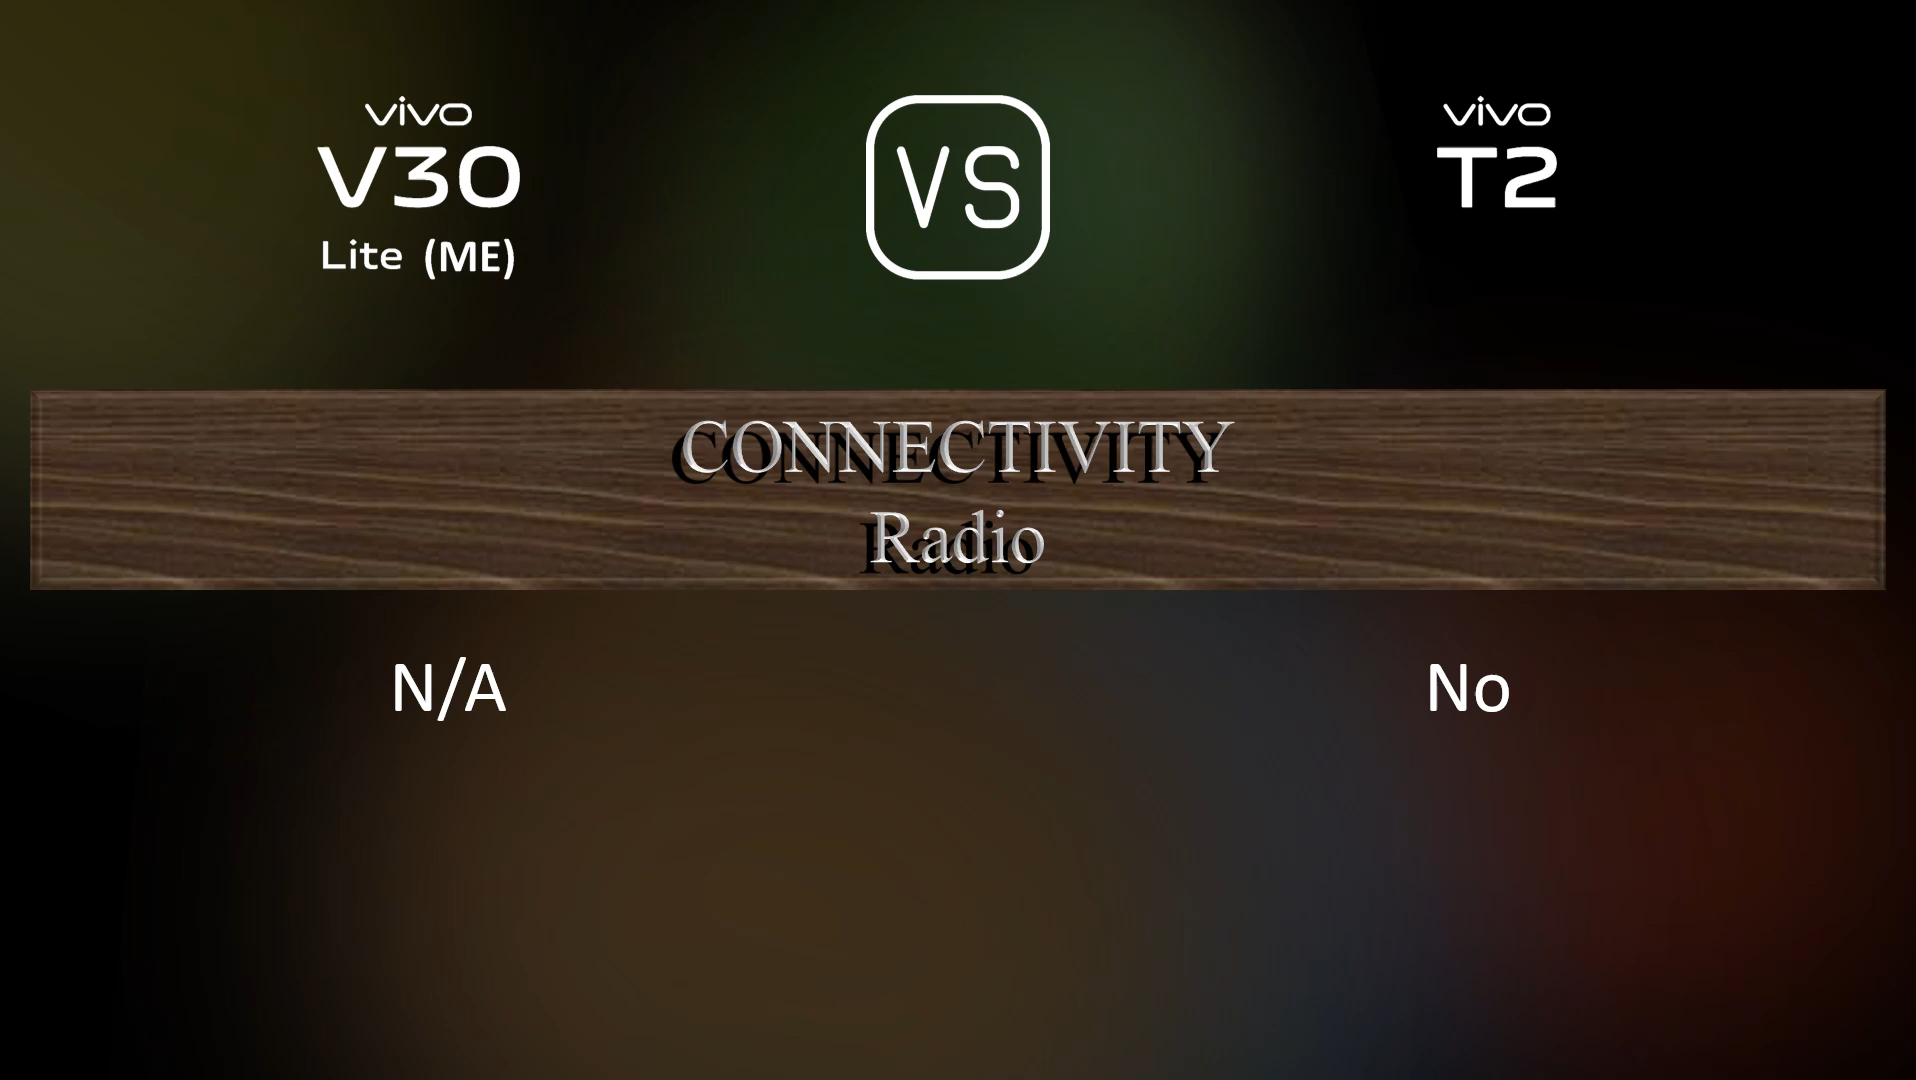 vivo
V30
Lite (ME)
VS
vivo
T2
CONNECTIVITY
Radio
N/A
No